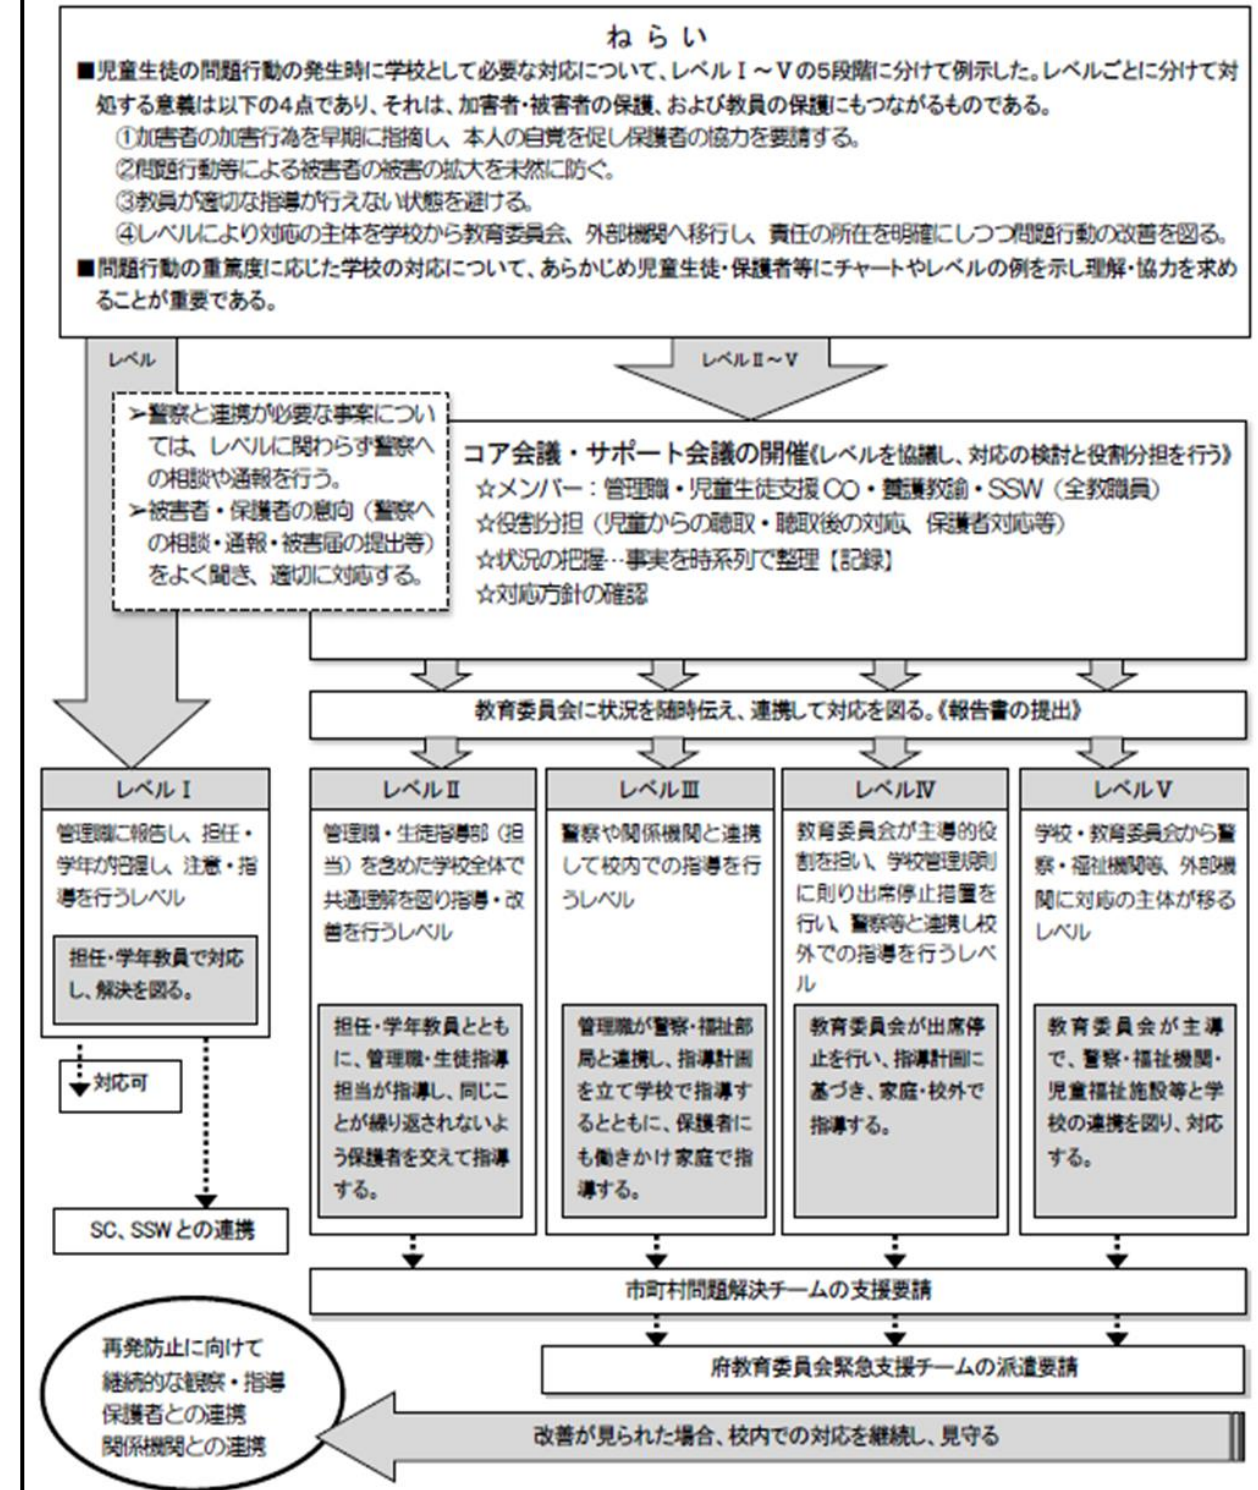 ねらい
■児童生徒の問題行動の発生時に学校として必要な対応について、レベルⅠ～Ⅴの5段階に分けて例示した。レベルごとに分けて対
処する意義は以下の4点であり、それは、加害者・被害者の保護、および教員の保護にもつながるものである。
①加害者の加害行為を早期に指摘し、本人の自覚を促し保護者の協力を要請する。
②問題行動等による被害者の被害の拡大を未然に防ぐ。
③教員が適切な指導が行えない状態を避ける。
④レベルにより対応の主体を学校から教育委員会、外部機関へ移行し、責任の所在を明確にしつつ問題行動の改善を図る。
■問題行動の重篤度に応じた学校の対応について、あらかじめ児童生徒・保護者等にチャートやレベルの例を示し理解・協力を求め
ることが重要である。
レベル
レベルⅡ～Ⅴ
➢警察と連携が必要な事案につい
ては、レベルに関わらず警察へ
の相談や通報を行う。
➢被害者・保護者の意向（警察へ
の相談・通報・被害届の提出等）
をよく聞き、適切に対応する。
コア会議・サポート会議の開催《レベルを協議し、対応の検討と役割分担を行う》
☆メンバー：管理職・児童生徒支援CO・養護教諭・SSW（全教職員）
☆役割分担（児童からの聴取・聴取後の対応、保護者対応等）
☆状況の把握…事実を時系列で整理【記録】
☆対応方針の確認
教育委員会に状況を随時伝え、連携して対応を図る。《報告書の提出》
レベルⅠ
管理職に報告し、担任・
学年が把握し、注意・指
導を行うレベル
担任・学年教員で対応
し、解決を図る。
対応可
SC、SSWとの連携
レベルⅡ
管理職・生徒指導部（担
当）を含めた学校全体で
共通理解を図り指導・改
善を行うレベル
担任・学年教員ととも
に、管理職・生徒指導
担当が指導し、同じこ
とが繰り返されないよ
う保護者を交えて指導
する。
レベルⅢ
警察や関係機関と連携
して校内での指導を行
うレベル
管理職が警察・福祉部
局と連携し、指導計画
を立て学校で指導す
るとともに、保護者に
も働きかけ家庭で指
導する。
レベルⅣ
教育委員会が主導的役
割を担い、学校管理規則
に則り出席停止措置を
行い、警察等と連携し校
外での指導を行うレベ
ル
教育委員会が出席停
止を行い、指導計画に
基づき、家庭・校外で
指導する。
レベルⅤ
学校・教育委員会から警
察・福祉機関等、外部機
関に対応の主体が移る
レベル
教育委員会が主導
で、警察・福祉機関・
児童福祉施設等と学
校の連携を図り、対応
する。
市町村問題解決チームの支援要請
府教育委員会緊急支援チームの派遣要請
改善が見られた場合、校内での対応を継続し、見守る
再発防止に向けて
継続的な観察・指導
保護者との連携
関係機関との連携